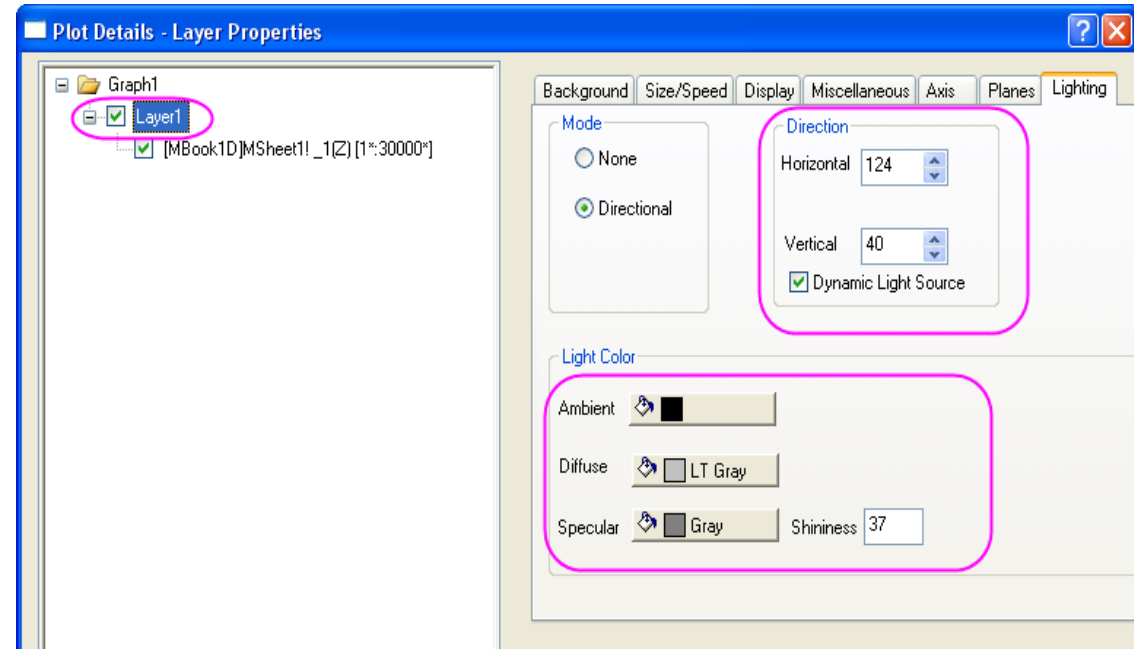 Plot Details - Layer Properties
Graph1
Layer1
[MBook1D]MSheet1! _1(Z) [1*:30000*]
Background Size/Speed Display Miscellaneous Axis Planes Lighting
Mode
None
Directional
Direction
Horizontal 124
Vertical 40
Dynamic Light Source
Light Color
Ambient
Diffuse LT Gray
Specular Gray Shininess 37